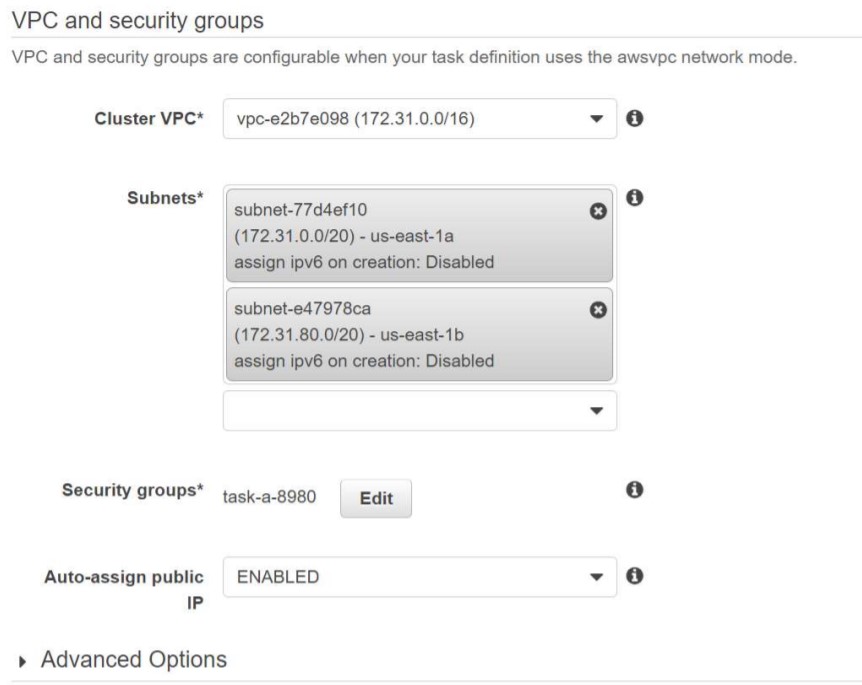 VPC and security groups
VPC and security groups are configurable when your task definition uses the awsvpc network mode.
Cluster VPC*
vpc-e2b7e098 (172.31.0.0/16)
Subnets*
subnet-77d4ef10
(172.31.0.0/20) - us-east-1a
assign ipv6 on creation: Disabled
subnet-e47978ca
(172.31.80.0/20) - us-east-1b
assign ipv6 on creation: Disabled
Security groups*
task-a-8980
Edit
Auto-assign public
IP
ENABLED
Advanced Options